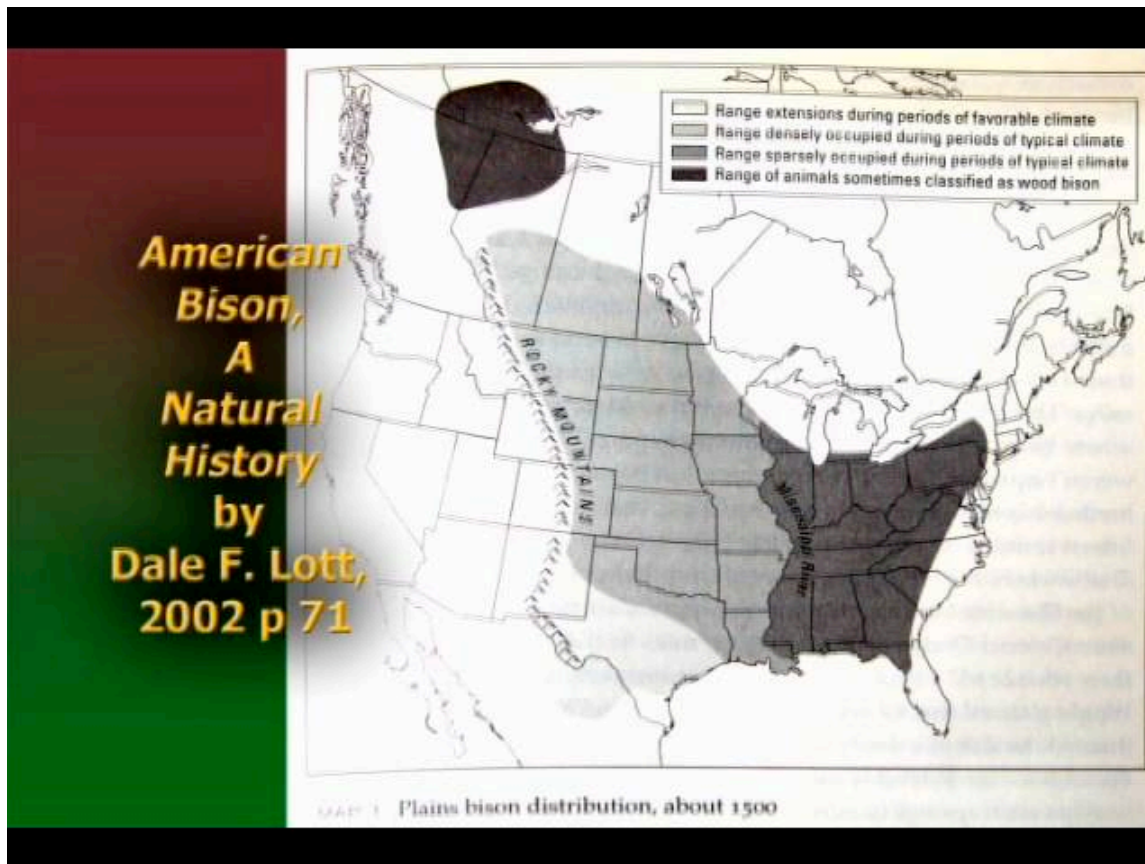 American
Bison,
A
Natural
History
by
Dale F. Lott,
2002 p 71
Range extensions during periods of favorable climate
Range densely occupied during periods of typical climate
Range sparsely occupied during periods of typical climate
Range of animals sometimes classified as wood bison
ROCKY MOUNTAINS
Mississippi River
MAP 1 Plains bison distribution, about 1500